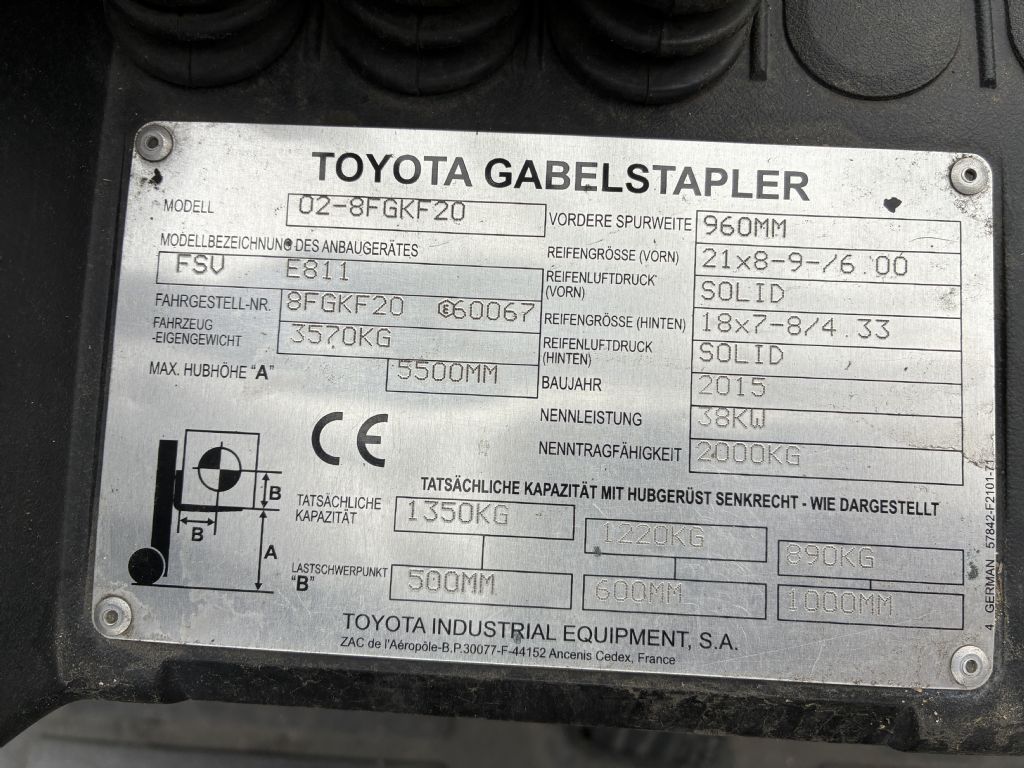 TOYOTA GABELSTAPLER
MODELL 02-8FGKF20
MODELLBEZEICHNUNG DES ANBAUGERÄTES
FSV E811
FAHRGESTELL-NR. 8FGKF20 E60067
FAHRZEUG -EIGENGEWICHT 3570KG
MAX. HUBHÖHE "A" 5500MM
VORDERE SPURWEITE 960MM
REIFENGRÖSSE (VORN) 21x8-9-/6.00
REIFENLUFTDRUCK (VORN) SOLID
REIFENGRÖSSE (HINTEN) 18x7-8/4.33
REIFENLUFTDRUCK (HINTEN) SOLID
BAUJAHR 2015
NENNLEISTUNG 38KW
NENNTRAGFÄHIGKEIT 2000KG
CE
B
B
A
TATSÄCHLICHE KAPAZITÄT MIT HUBGERÜST SENKRECHT - WIE DARGESTELLT
TATSÄCHLICHE KAPAZITÄT 1350KG 1220KG 890KG
LASTSCHWERPUNKT "B" 500MM 600MM 1000MM
TOYOTA INDUSTRIAL EQUIPMENT, S.A.
ZAC de l'Aéropôle-B.P.30077-F-44152 Ancenis Cedex, France
4 GERMAN 57842-F2101-71